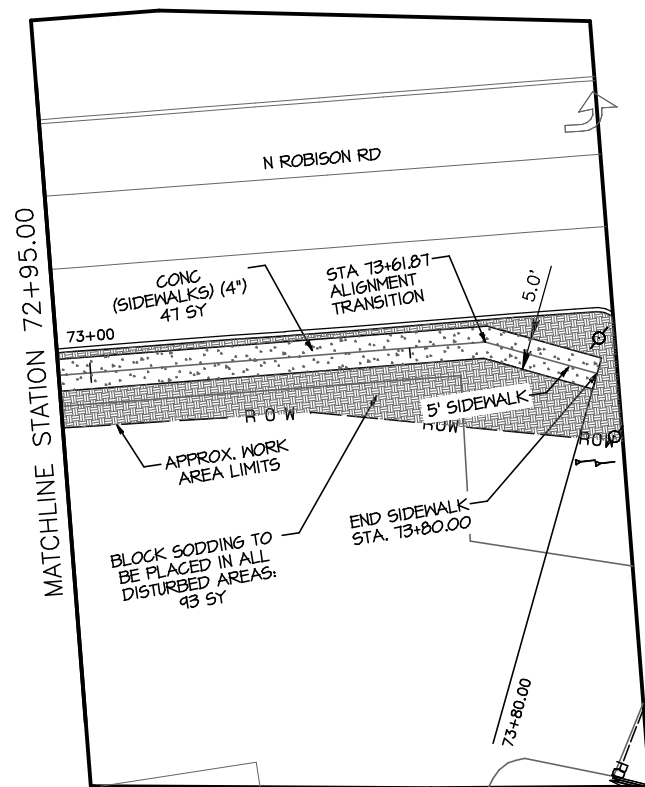 N ROBISON RD
CONC
(SIDEWALKS) (4")
47 SY
STA 73+61.87
ALIGNMENT
TRANSITION
5.0'
73+00
MATCHLINE STATION 72+95.00
5' SIDEWALK
ROW
ROW
ROW
APPROX. WORK
AREA LIMITS
END SIDEWALK
STA. 73+80.00
BLOCK SODDING TO
BE PLACED IN ALL
DISTURBED AREAS:
93 SY
73+80.00